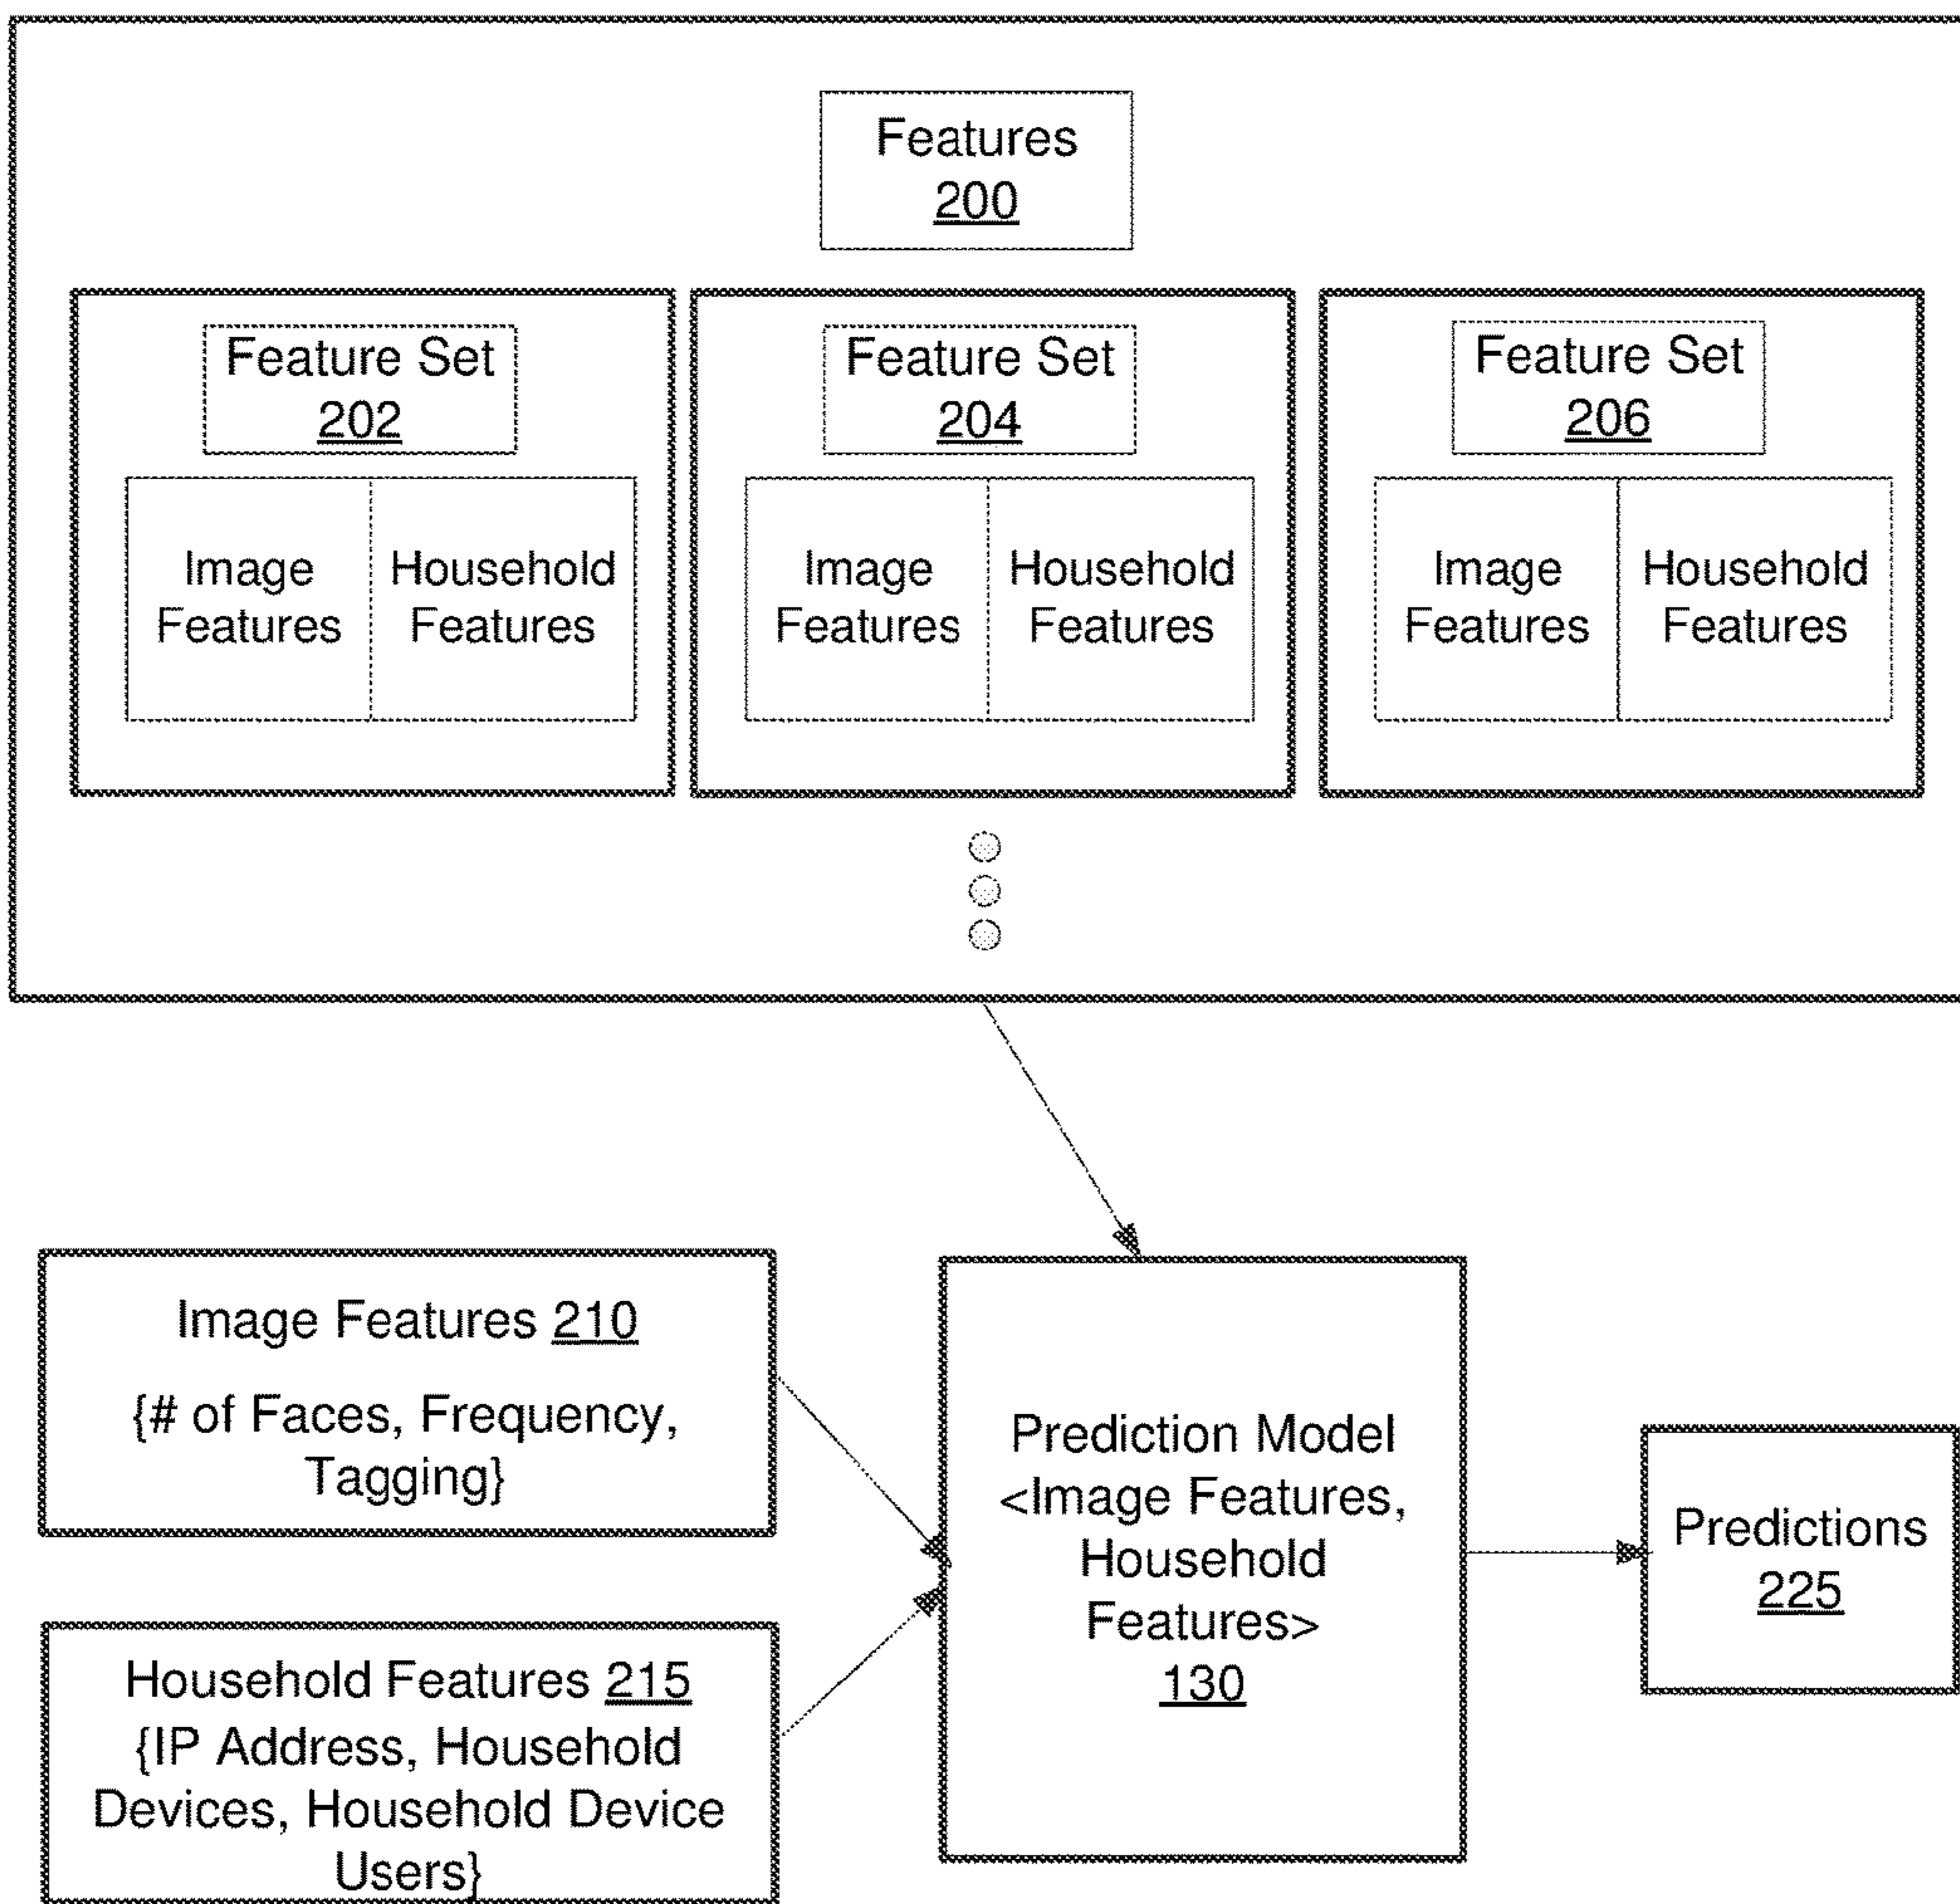 Features
200
Feature Set
202
Image
Features
Household
Features
Feature Set
204
Image
Features
Household
Features
Feature Set
206
Image
Features
Household
Features
Image Features 210
{# of Faces, Frequency,
Tagging}
Household Features 215
{IP Address, Household
Devices, Household Device
Users}
Prediction Model
<Image Features,
Household
Features>
130
Predictions
225